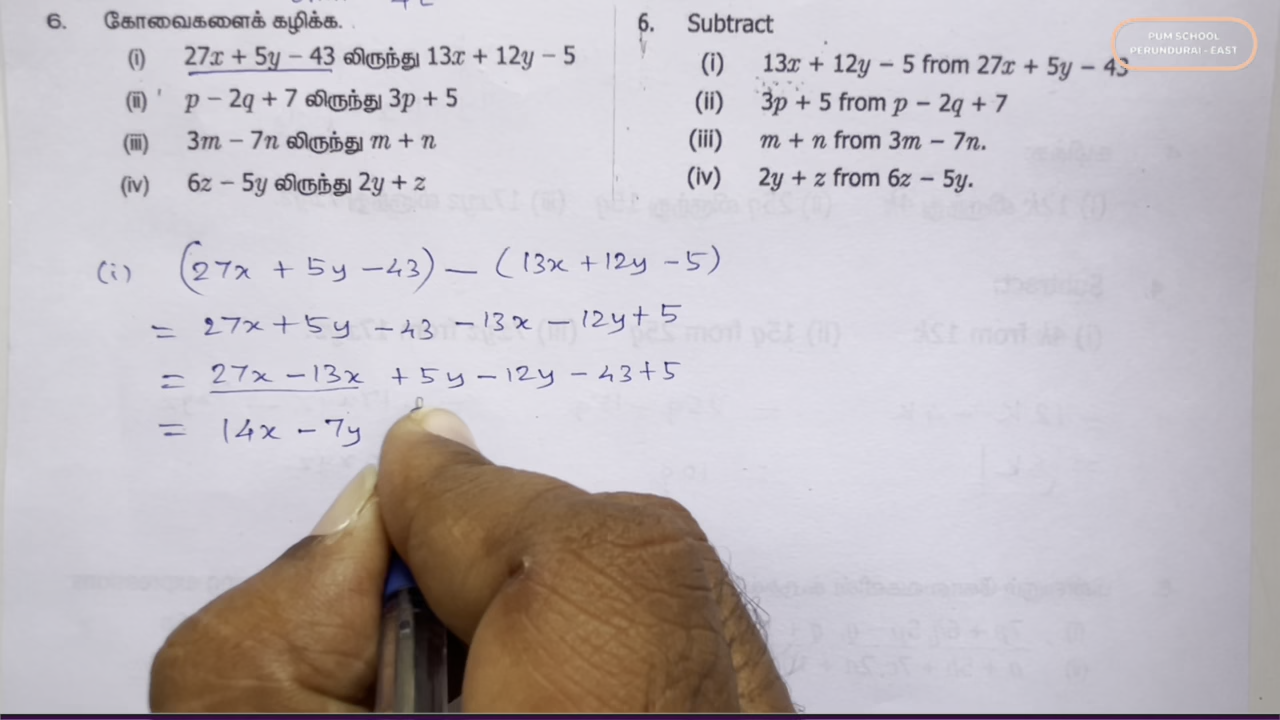 6. கோவைகளைக் கழிக்க.
(i) 27x + 5y – 43 லிருந்து 13x + 12y – 5
(ii) p – 2q + 7 லிருந்து 3p + 5
(iii) 3m – 7n லிருந்து m + n
(iv) 6z – 5y லிருந்து 2y + z
6. Subtract
(i) 13x + 12y – 5 from 27x + 5y – 43
(ii) 3p + 5 from p – 2q + 7
(iii) m + n from 3m – 7n.
(iv) 2y + z from 6z – 5y.
PUM SCHOOL
PERUNDURAI - EAST
(i) (27x + 5y – 43) – (13x + 12y – 5)
= 27x + 5y – 43 – 13x – 12y + 5
= 27x – 13x + 5y – 12y – 43 + 5
= 14x – 7y